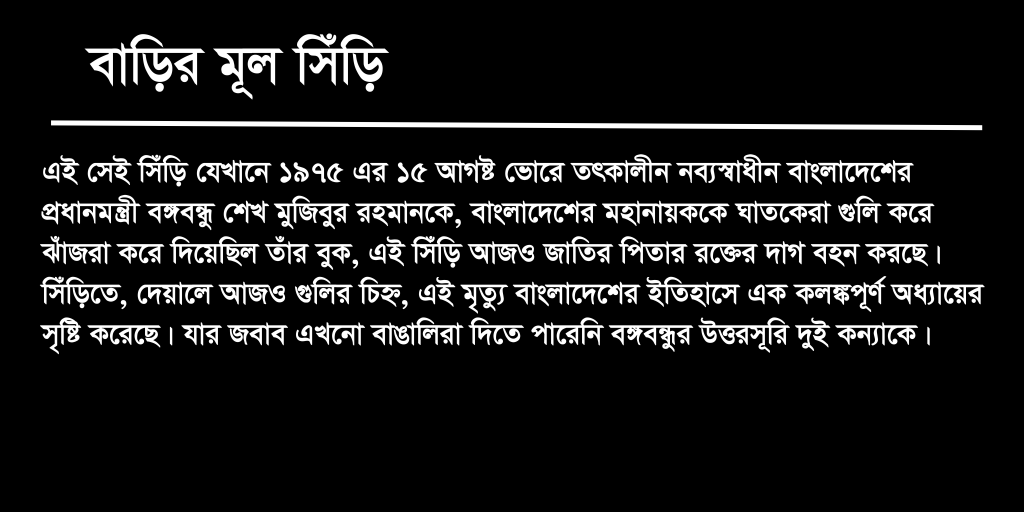 বাড়ির মূল সিঁড়ি
এই সেই সিঁড়ি যেখানে ১৯৭৫ এর ১৫ আগষ্ট ভোরে তৎকালীন নব্যস্বাধীন বাংলাদেশের
প্রধানমন্ত্রী বঙ্গবন্ধু শেখ মুজিবুর রহমানকে, বাংলাদেশের মহানায়ককে ঘাতকেরা গুলি করে
ঝাঁজরা করে দিয়েছিল তাঁর বুক, এই সিঁড়ি আজও জাতির পিতার রক্তের দাগ বহন করছে।
সিঁড়িতে, দেয়ালে আজও গুলির চিহ্ন, এই মৃত্যু বাংলাদেশের ইতিহাসে এক কলঙ্কপূর্ণ অধ্যায়ের
সৃষ্টি করেছে। যার জবাব এখনো বাঙালিরা দিতে পারেনি বঙ্গবন্ধুর উত্তরসূরি দুই কন্যাকে।